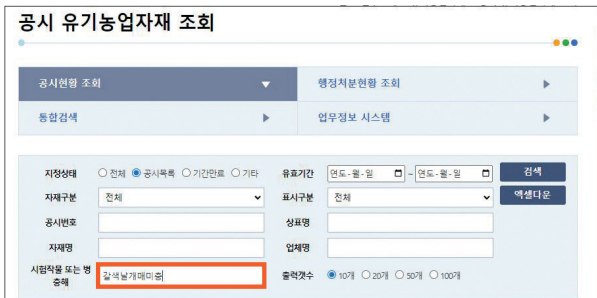 공시 유기농업자재 조회
공시현황 조회 행정처분현황 조회
통합검색 업무정보 시스템
지정상태 전체 공시목록 기간만료 기타 유효기간 연도-월-일 ~ 연도-월-일 검색
자재구분 전체 표시구분 전체 엑셀다운
공시번호 상표명
자재명 업체명
시험작물 또는 병
충해 갈색날개매미충 출력갯수 10개 20개 50개 100개